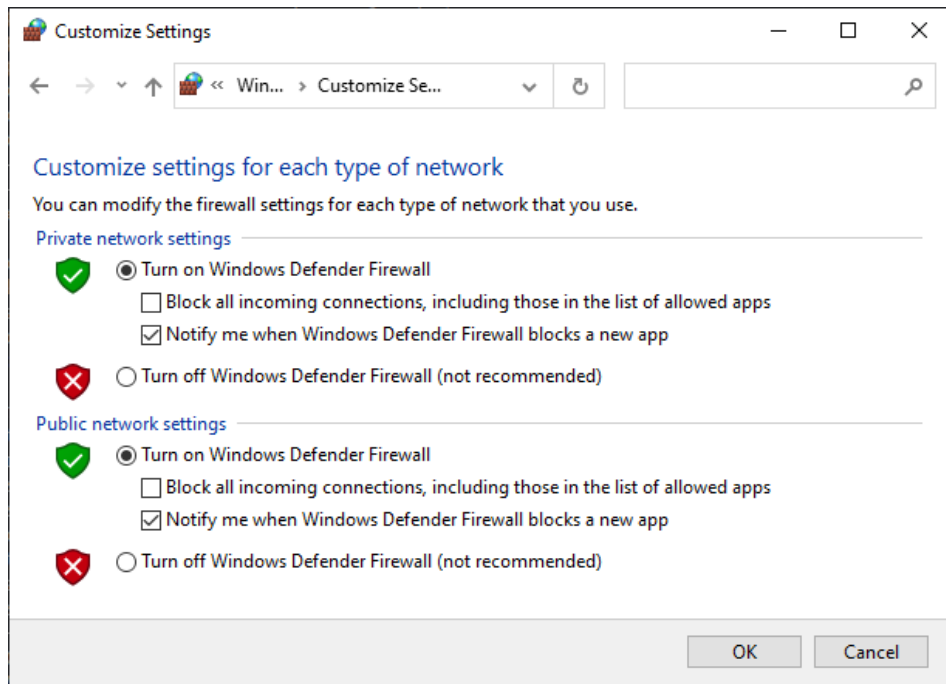 Customize Settings
« Win... › Customize Se...
Customize settings for each type of network
You can modify the firewall settings for each type of network that you use.
Private network settings
Turn on Windows Defender Firewall
Block all incoming connections, including those in the list of allowed apps
Notify me when Windows Defender Firewall blocks a new app
Turn off Windows Defender Firewall (not recommended)
Public network settings
Turn on Windows Defender Firewall
Block all incoming connections, including those in the list of allowed apps
Notify me when Windows Defender Firewall blocks a new app
Turn off Windows Defender Firewall (not recommended)
OK Cancel